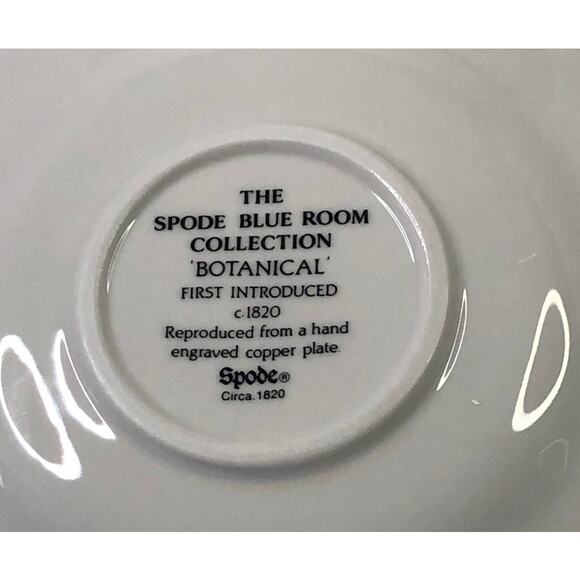 THE
SPODE BLUE ROOM
COLLECTION
'BOTANICAL'
FIRST INTRODUCED
c.1820
Reproduced from a hand
engraved copper plate.
Spode®
Circa.1820